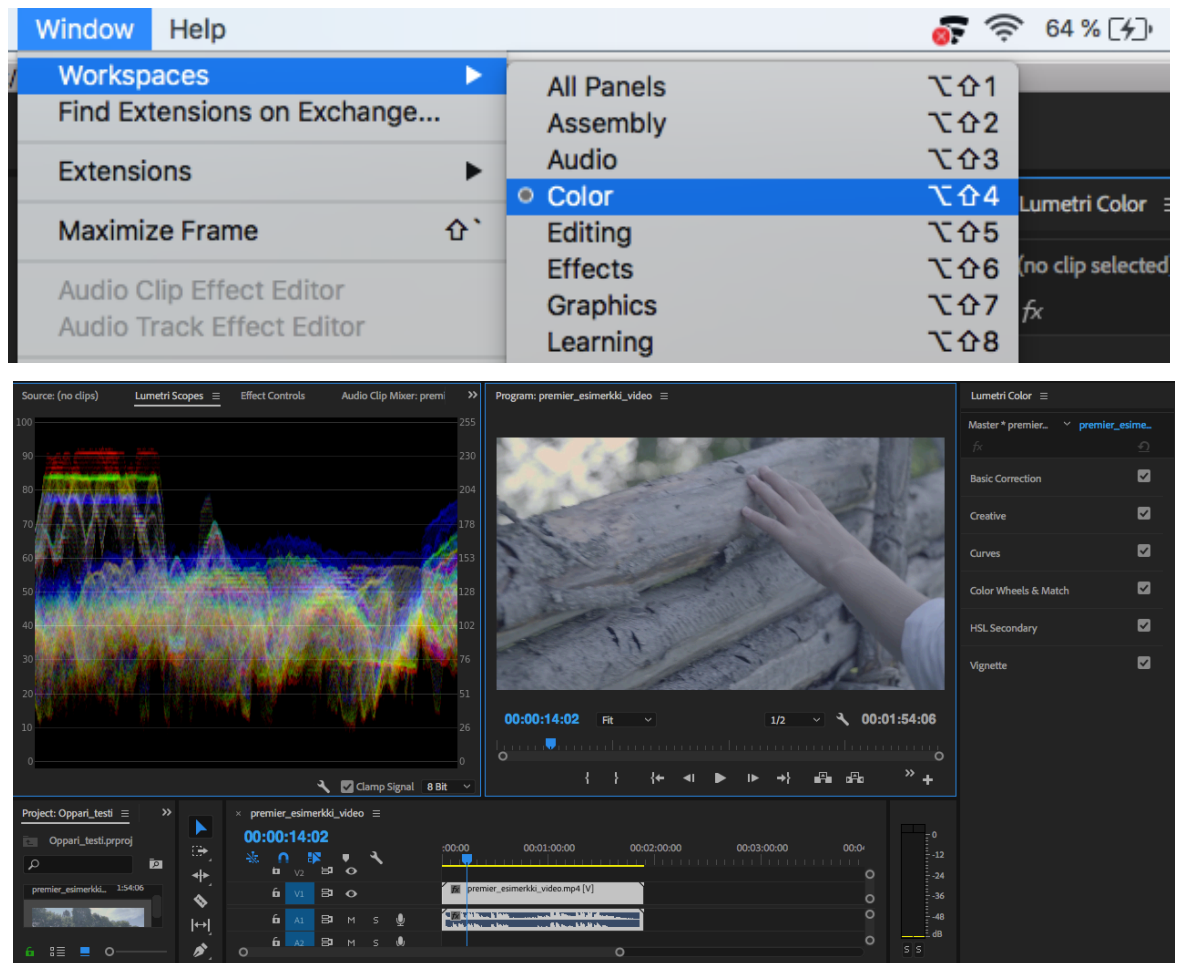 Window Help 64 %
Workspaces
Find Extensions on Exchange...
Extensions
Maximize Frame ⇧`
Audio Clip Effect Editor
Audio Track Effect Editor
All Panels ⌥⇧1
Assembly ⌥⇧2
Audio ⌥⇧3
Color ⌥⇧4
Editing ⌥⇧5
Effects ⌥⇧6
Graphics ⌥⇧7
Learning ⌥⇧8
Lumetri Color
(no clip selected
fx
Source: (no clips) Lumetri Scopes Effect Controls Audio Clip Mixer: premi
100 255
90 230
80 204
70 178
60 153
50 128
40 102
30 76
20 51
10 26
0 0
Clamp Signal 8 Bit
Program: premier_esimerkki_video
00:00:14:02 Fit 1/2 00:01:54:06
Lumetri Color
Master * premier... premier_esime...
fx
Basic Correction
Creative
Curves
Color Wheels & Match
HSL Secondary
Vignette
Project: Oppari_testi
Oppari_testi.prproj
premier_esimerkki... 1:54:06
× premier_esimerkki_video
00:00:14:02
:00:00 00:01:00:00 00:02:00:00 00:03:00:00 00:0
V2
V1 fx premier_esimerkki_video.mp4 [V]
A1 M S fx
A2 M S
0
-12
-24
-36
-48
dB
S S